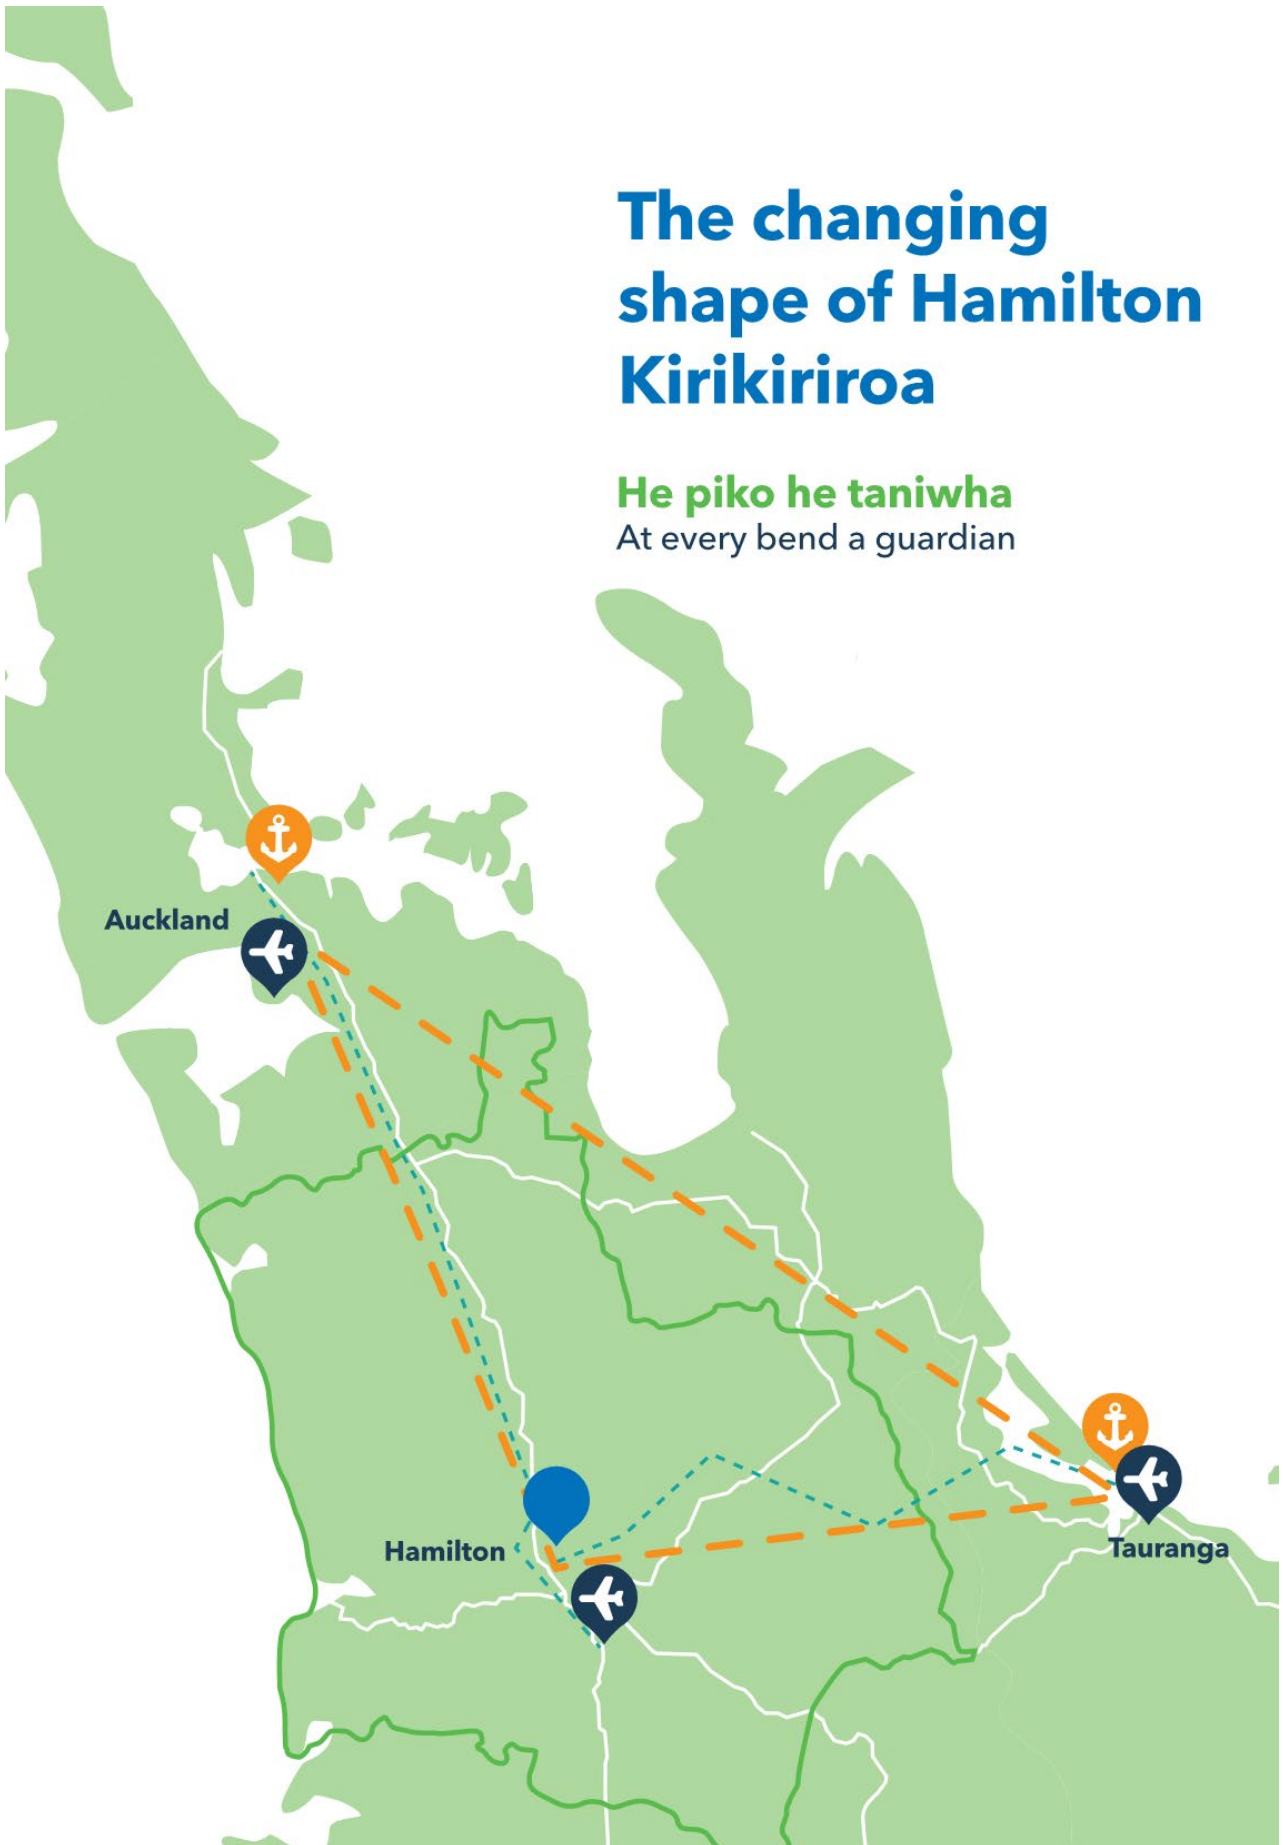 The changing
shape of Hamilton
Kirikiriroa
He piko he taniwha
At every bend a guardian
Auckland
Hamilton
Tauranga